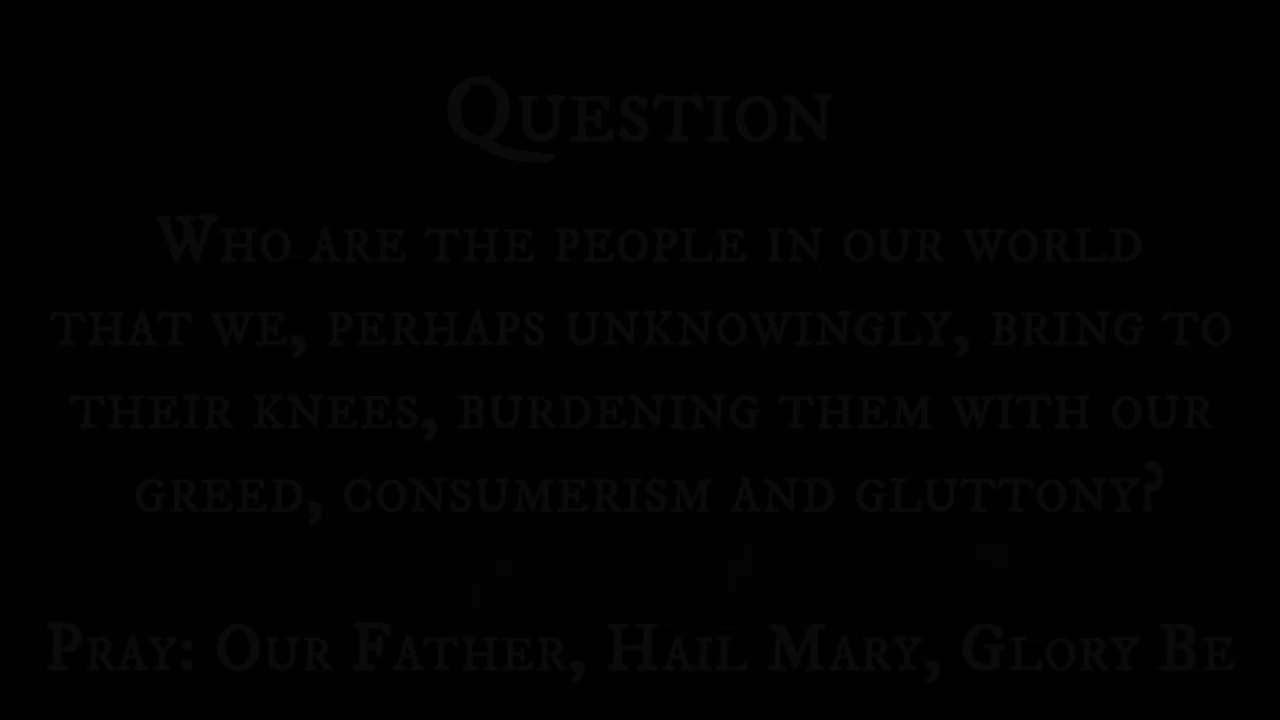 Question
Who are the people in our world
that we, perhaps unknowingly, bring to
their knees, burdening them with our
greed, consumerism and gluttony?
Pray: Our Father, Hail Mary, Glory Be